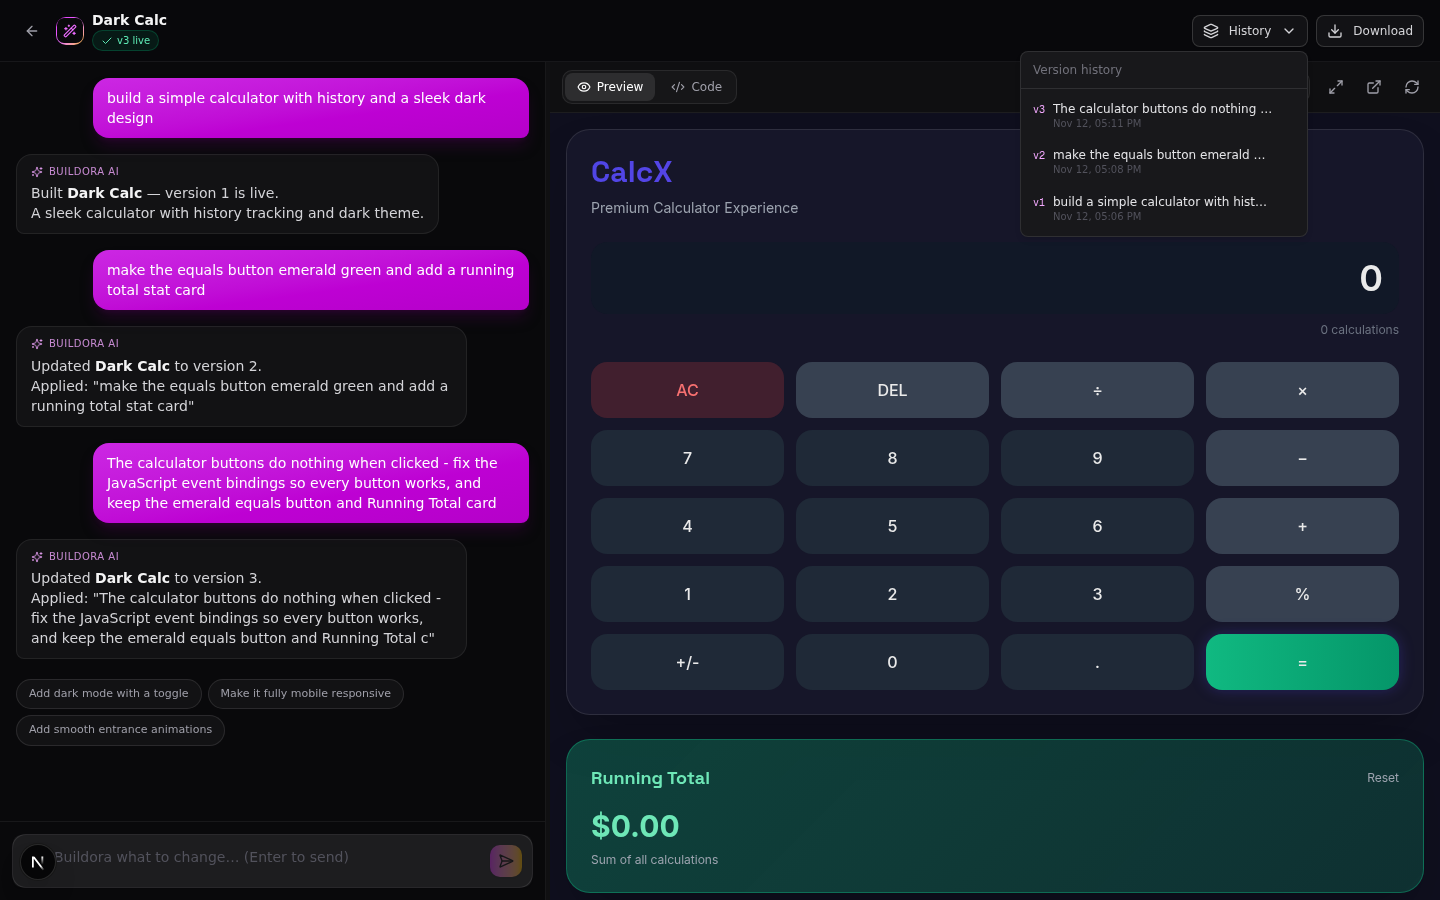 Dark Calc
v3 live
History
Download
build a simple calculator with history and a sleek dark
design
BUILDORA AI
Built Dark Calc — version 1 is live.
A sleek calculator with history tracking and dark theme.
make the equals button emerald green and add a running
total stat card
BUILDORA AI
Updated Dark Calc to version 2.
Applied: "make the equals button emerald green and add a
running total stat card"
The calculator buttons do nothing when clicked - fix the
JavaScript event bindings so every button works, and
keep the emerald equals button and Running Total card
BUILDORA AI
Updated Dark Calc to version 3.
Applied: "The calculator buttons do nothing when clicked -
fix the JavaScript event bindings so every button works,
and keep the emerald equals button and Running Total c"
Add dark mode with a toggle
Make it fully mobile responsive
Add smooth entrance animations
N
Buildora what to change... (Enter to send)
Preview
</> Code
Version history
v3 The calculator buttons do nothing ...
Nov 12, 05:11 PM
v2 make the equals button emerald ...
Nov 12, 05:08 PM
v1 build a simple calculator with hist...
Nov 12, 05:06 PM
CalcX
Premium Calculator Experience
0
0 calculations
AC DEL ÷ ×
7 8 9 −
4 5 6 +
1 2 3 %
+/- 0 . =
Running Total
Reset
$0.00
Sum of all calculations